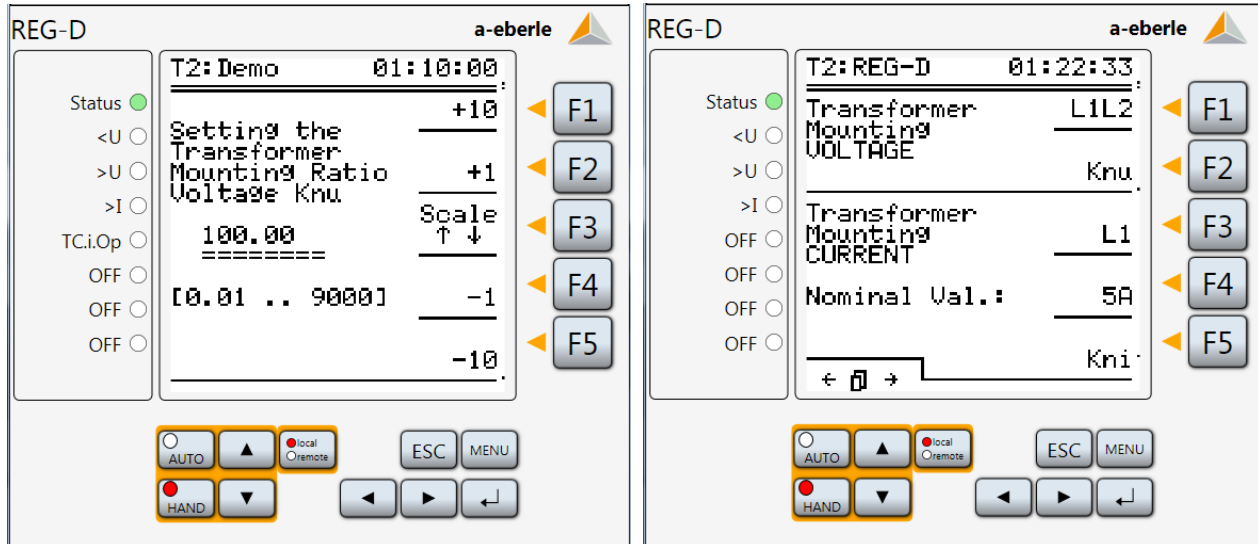 REG-D a-eberle
T2:Demo 01:10:00
Status
<U
>U
>I
TC.i.Op
OFF
OFF
OFF
+10
Setting the
Transformer
Mounting Ratio +1
Voltage Knu
Scale
100.00 ↑ ↓
========
[0.01 .. 9000] -1
-10
F1
F2
F3
F4
F5
AUTO
▲
local
remote
ESC
MENU
HAND
▼
◄
►
↵
REG-D a-eberle
T2:REG-D 01:22:33
Status
<U
>U
>I
OFF
OFF
OFF
OFF
Transformer L1L2
Mounting
VOLTAGE
Knu
Transformer
Mounting L1
CURRENT
Nominal Val.: 5A
Kni
← →
F1
F2
F3
F4
F5
AUTO
▲
local
remote
ESC
MENU
HAND
▼
◄
►
↵